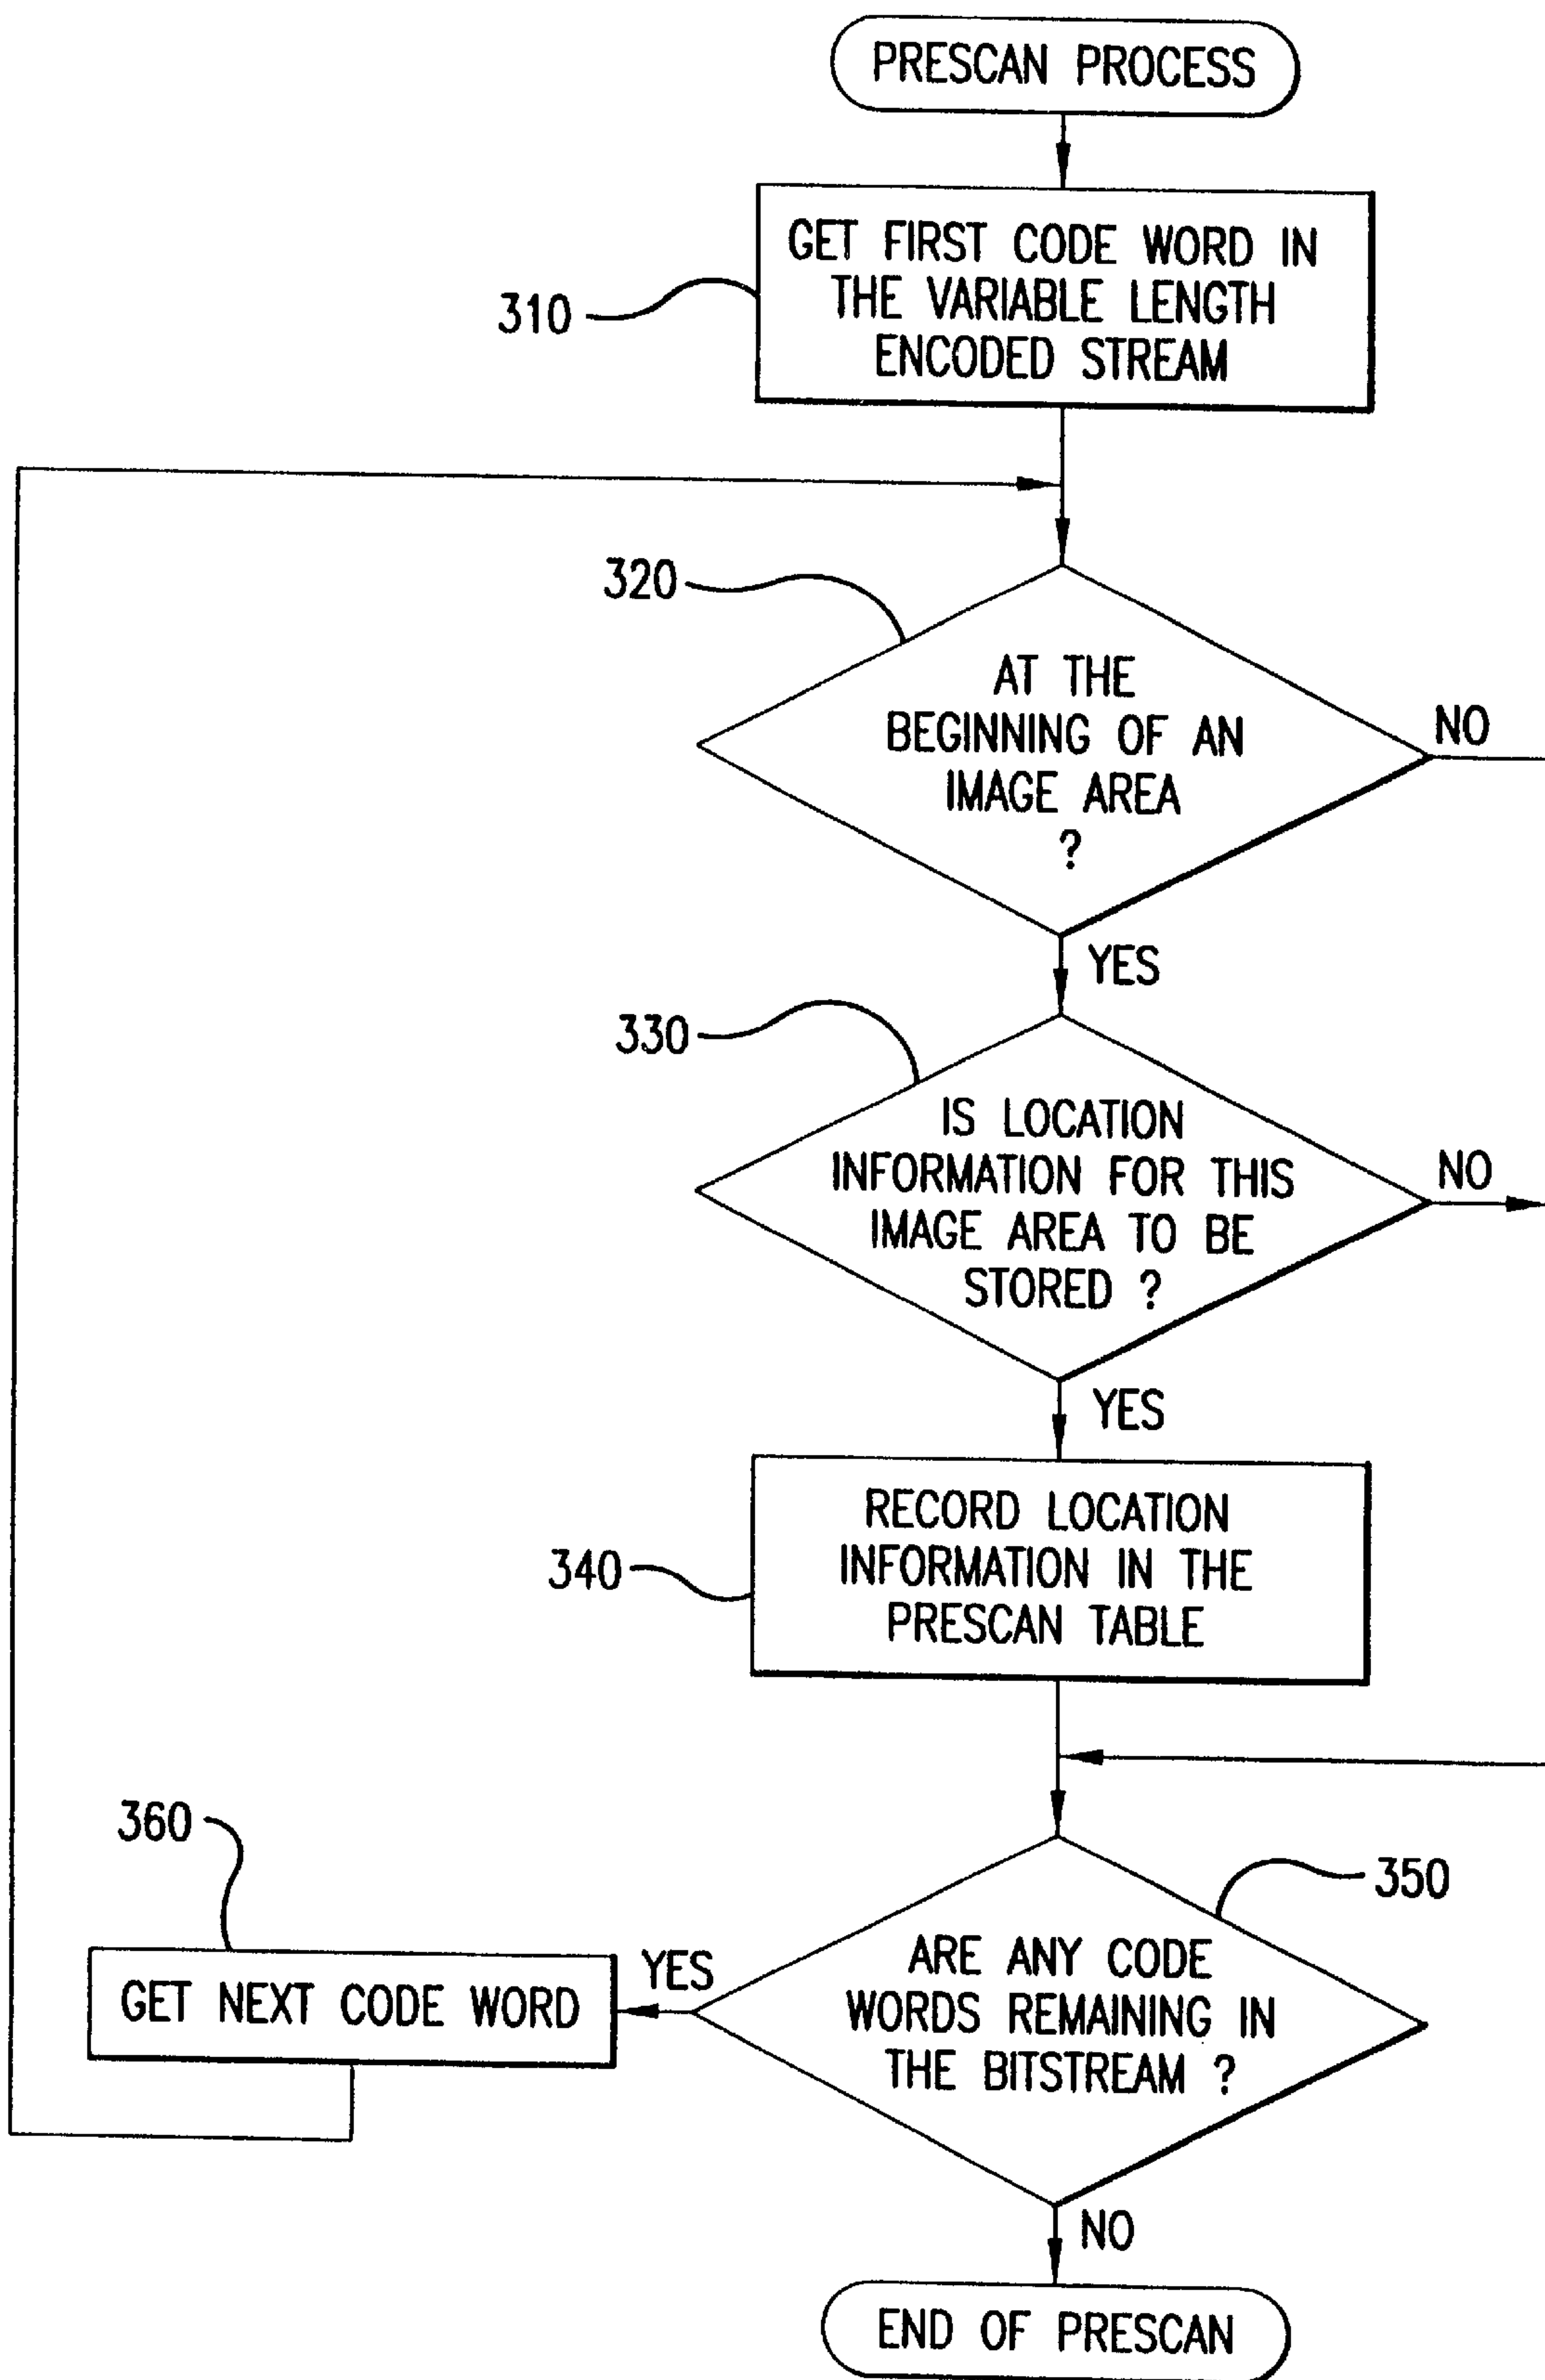 PRESCAN PROCESS
310
GET FIRST CODE WORD IN
THE VARIABLE LENGTH
ENCODED STREAM
320
AT THE
BEGINNING OF AN
IMAGE AREA
?
NO
YES
330
IS LOCATION
INFORMATION FOR THIS
IMAGE AREA TO BE
STORED ?
NO
YES
340
RECORD LOCATION
INFORMATION IN THE
PRESCAN TABLE
360
350
GET NEXT CODE WORD
YES
ARE ANY CODE
WORDS REMAINING IN
THE BITSTREAM ?
NO
END OF PRESCAN